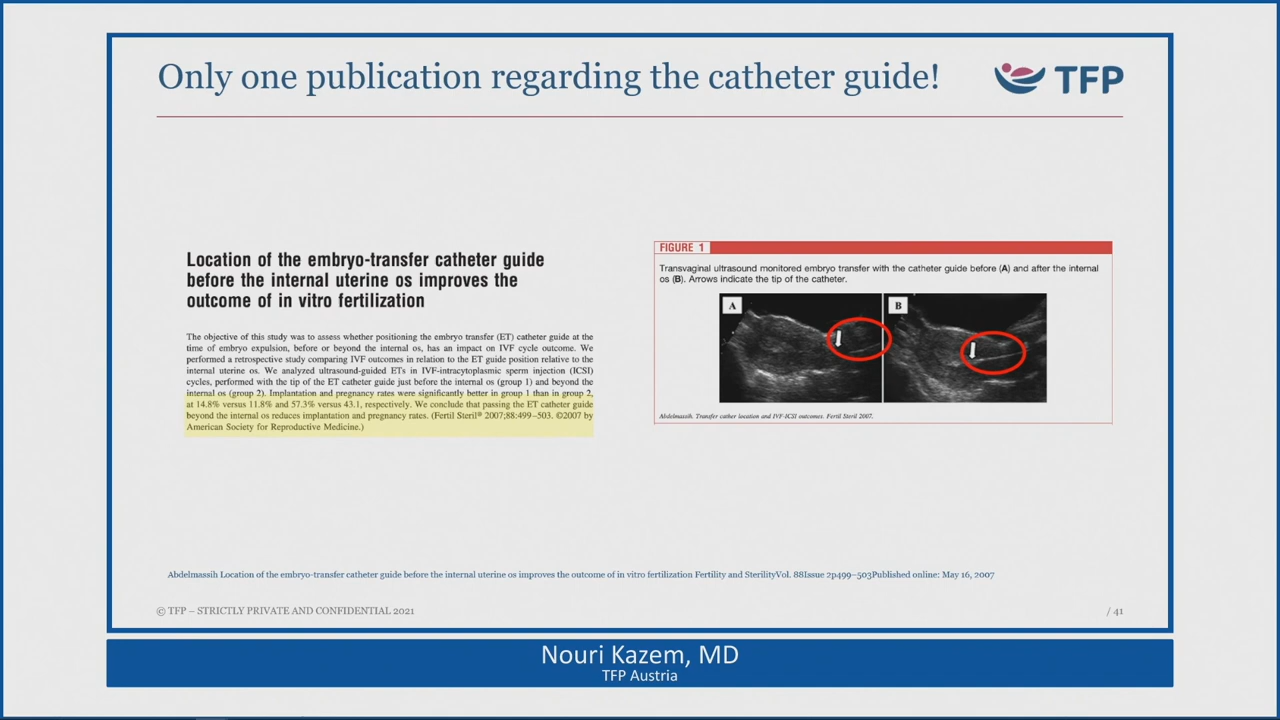 Only one publication regarding the catheter guide!
TFP
Location of the embryo-transfer catheter guide
before the internal uterine os improves the
outcome of in vitro fertilization
The objective of this study was to assess whether positioning the embryo transfer (ET) catheter guide at the
time of embryo expulsion, before or beyond the internal os, has an impact on IVF cycle outcome. We
performed a retrospective study comparing IVF outcomes in relation to the ET guide position relative to the
internal uterine os. We analyzed ultrasound-guided ETs in IVF-intracytoplasmic sperm injection (ICSI)
cycles, performed with the tip of the ET catheter guide just before the internal os (group 1) and beyond the
internal os (group 2). Implantation and pregnancy rates were significantly better in group 1 than in group 2,
at 14.8% versus 11.8% and 57.3% versus 43.1, respectively. We conclude that passing the ET catheter guide
beyond the internal os reduces implantation and pregnancy rates. (Fertil Steril® 2007;88:499–503. ©2007 by
American Society for Reproductive Medicine.)
FIGURE 1
Transvaginal ultrasound monitored embryo transfer with the catheter guide before (A) and after the internal
os (B). Arrows indicate the tip of the catheter.
A
B
Abdelmassih. Transfer cather location and IVF-ICSI outcomes. Fertil Steril 2007.
Abdelmassih Location of the embryo-transfer catheter guide before the internal uterine os improves the outcome of in vitro fertilization Fertility and SterilityVol. 88Issue 2p499–503Published online: May 16, 2007
© TFP – STRICTLY PRIVATE AND CONFIDENTIAL 2021
/ 41
Nouri Kazem, MD
TFP Austria